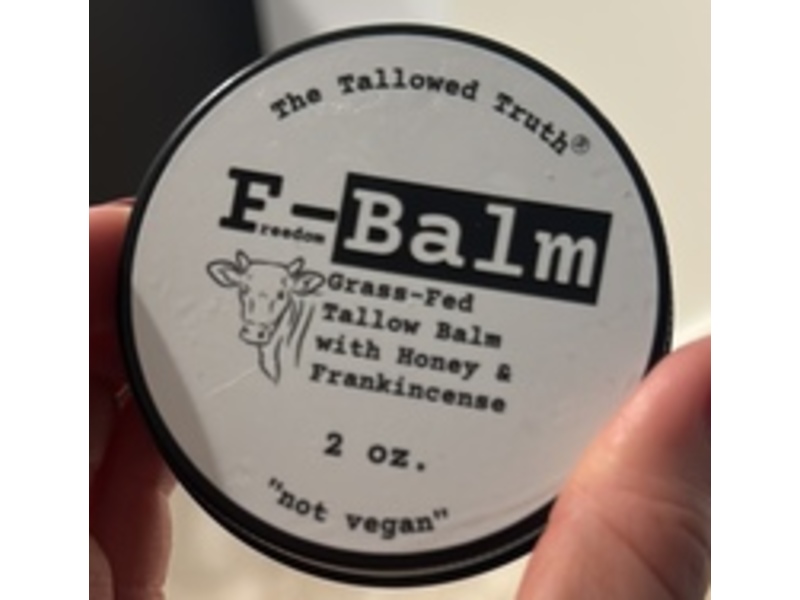 The Tallowed Truth®
F-Balm
reedom
Grass-Fed
Tallow Balm
with Honey &
Frankincense
2 oz.
"not vegan"